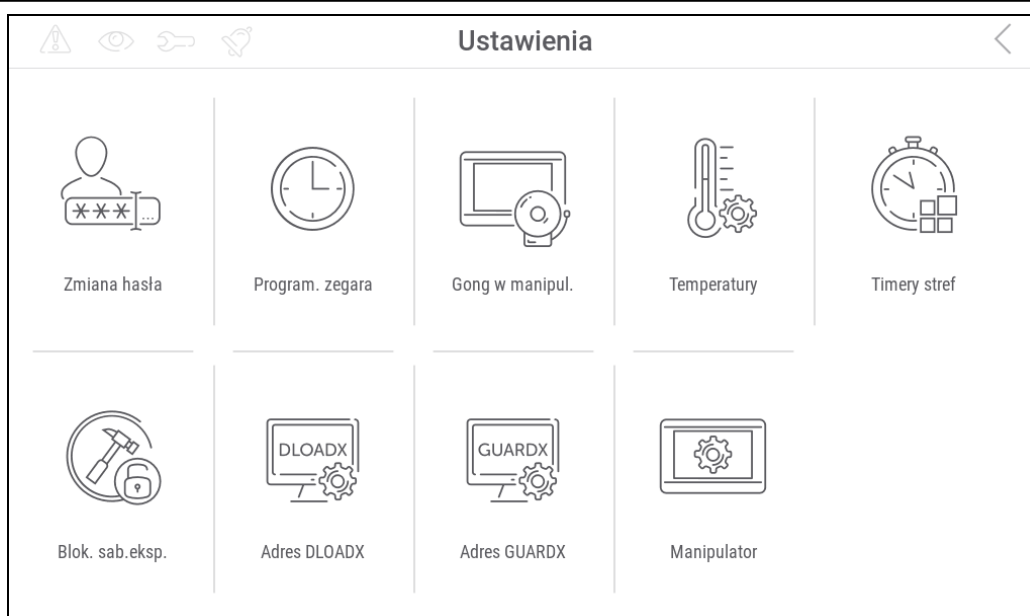 Ustawienia
***...
Zmiana hasła
Program. zegara
Gong w manipul.
Temperatury
Timery stref
DLOADX
GUARDX
Blok. sab.eksp.
Adres DLOADX
Adres GUARDX
Manipulator